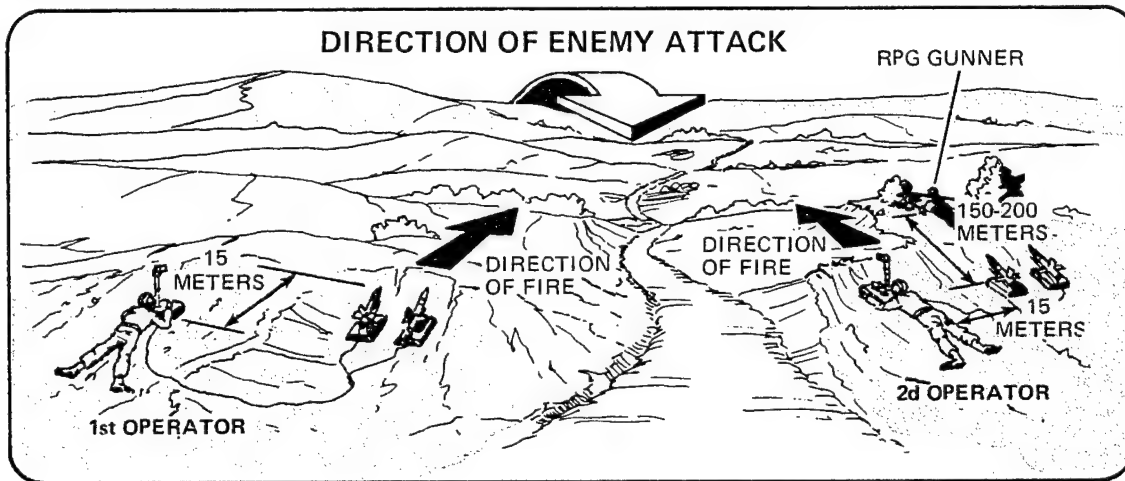 DIRECTION OF ENEMY ATTACK
RPG GUNNER
150-200
METERS
15
METERS
DIRECTION
OF FIRE
DIRECTION
OF FIRE
15
METERS
1st OPERATOR
2d OPERATOR